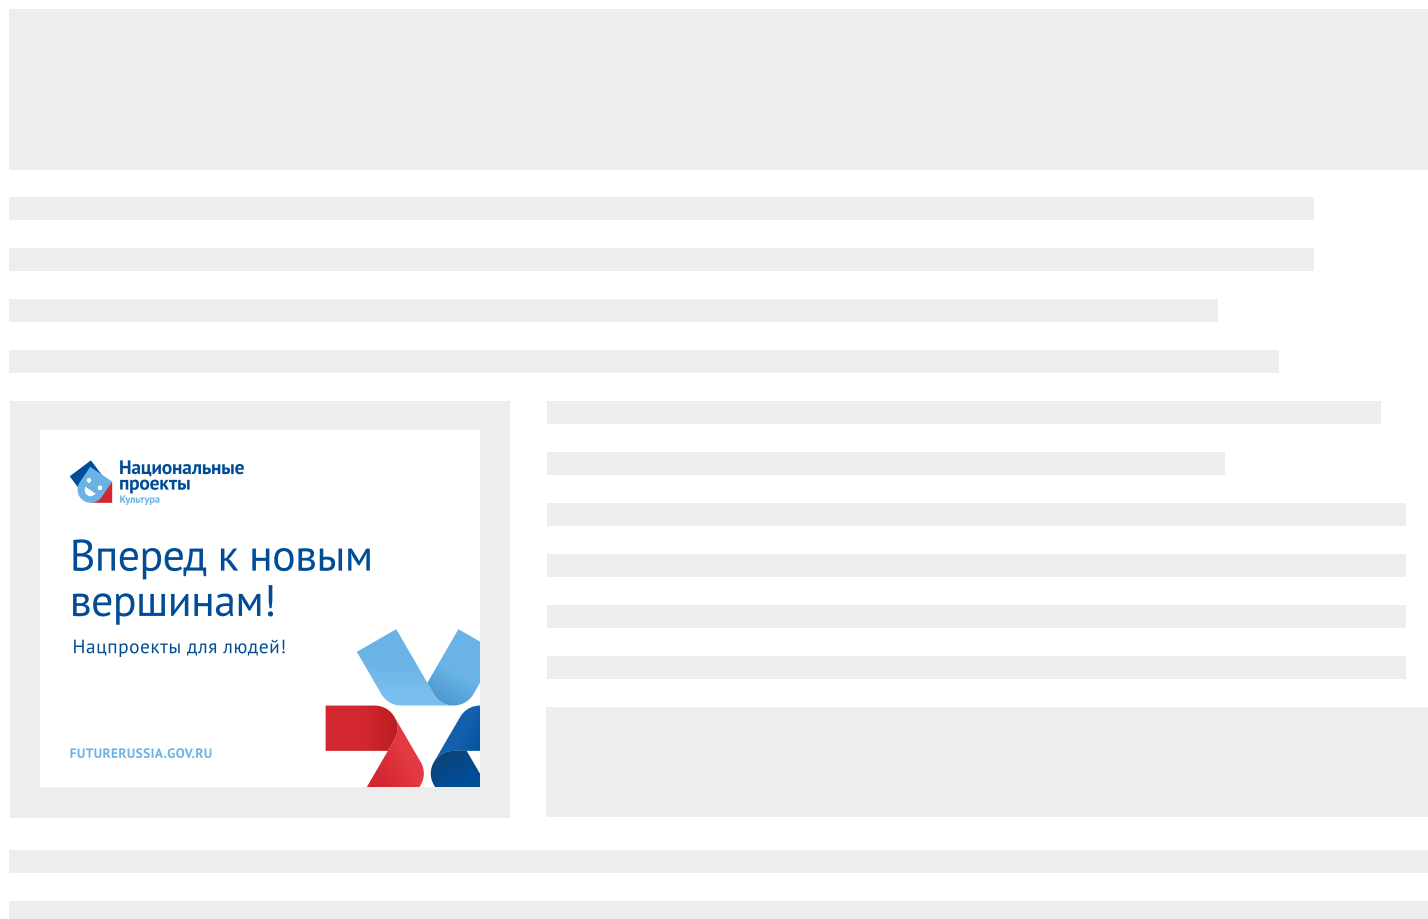 Национальные
проекты
Культура
Вперед к новым
вершинам!
Нацпроекты для людей!
FUTURERUSSIA.GOV.RU